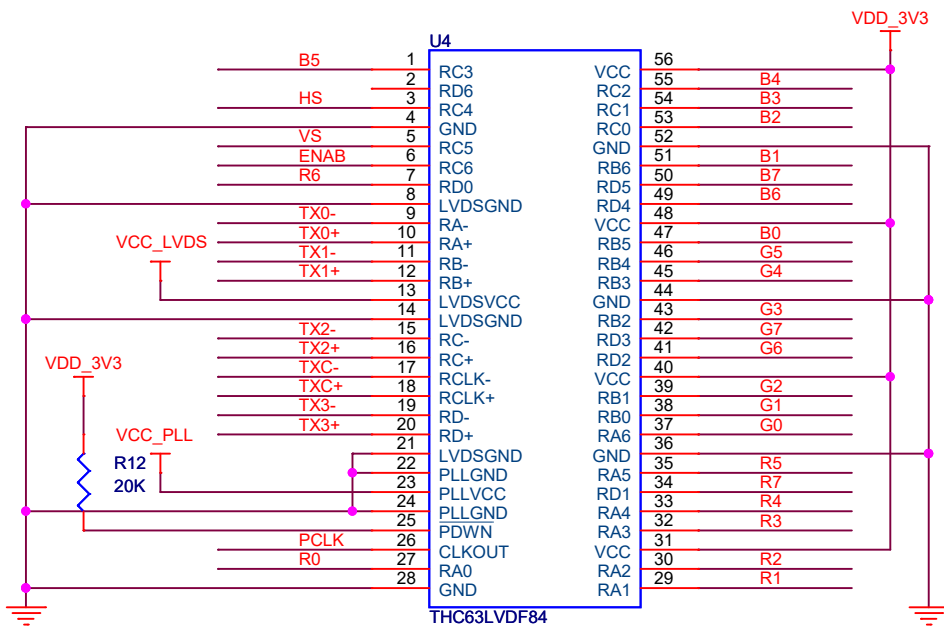 VDD_3V3
U4
B5 1 RC3 VCC 56
2 RD6 RC2 55 B4
HS 3 RC4 RC1 54 B3
4 GND RC0 53 B2
VS 5 RC5 GND 52
ENAB 6 RC6 RB6 51 B1
R6 7 RD0 RD5 50 B7
8 LVDSGND RD4 49 B6
TX0- 9 RA- VCC 48
TX0+ 10 RA+ RB5 47 B0
VCC_LVDS
TX1- 11 RB- RB4 46 G5
TX1+ 12 RB+ RB3 45 G4
13 LVDSVCC GND 44
14 LVDSGND RB2 43 G3
TX2- 15 RC- RD3 42 G7
TX2+ 16 RC+ RD2 41 G6
VDD_3V3
TXC- 17 RCLK- VCC 40
TXC+ 18 RCLK+ RB1 39 G2
TX3- 19 RD- RB0 38 G1
TX3+ 20 RD+ RA6 37 G0
VCC_PLL
21 LVDSGND GND 36
R12
22 PLLGND RA5 35 R5
20K
23 PLLVCC RD1 34 R7
24 PLLGND RA4 33 R4
25 PDWN RA3 32 R3
PCLK 26 CLKOUT VCC 31
R0 27 RA0 RA2 30 R2
28 GND RA1 29 R1
THC63LVDF84